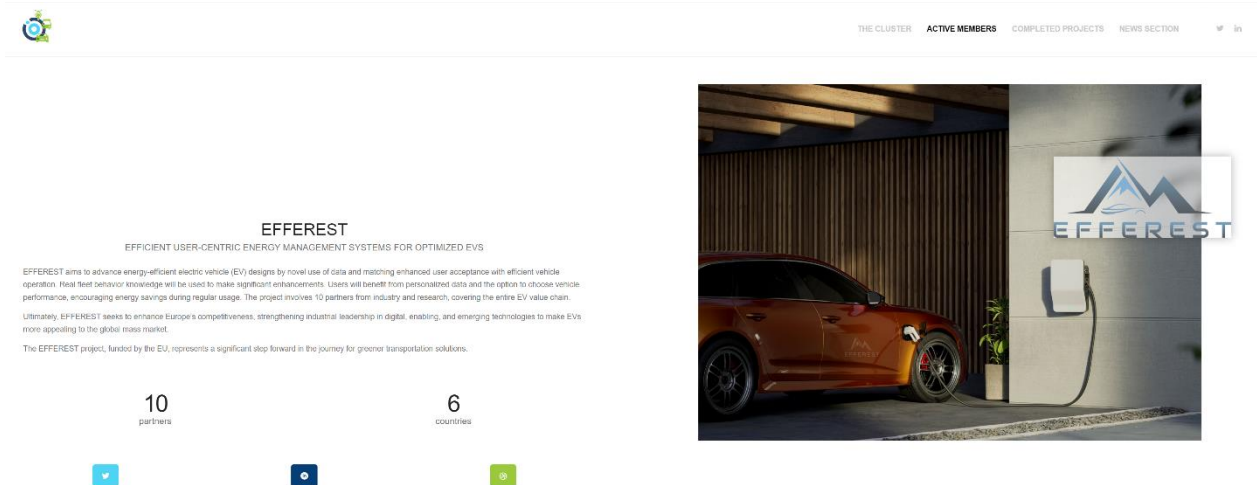 THE CLUSTER ACTIVE MEMBERS COMPLETED PROJECTS NEWS SECTION in
EFFEREST
EFFEREST
EFFICIENT USER-CENTRIC ENERGY MANAGEMENT SYSTEMS FOR OPTIMIZED EVS
EFFEREST aims to advance energy-efficient electric vehicle (EV) designs by novel use of data and matching enhanced user acceptance with efficient vehicle
operation. Real fleet behavior knowledge will be used to make significant enhancements. Users will benefit from personalized data and the option to choose vehicle
performance, encouraging energy savings during regular usage. The project involves 10 partners from industry and research, covering the entire EV value chain.
Ultimately, EFFEREST seeks to enhance Europe's competitiveness, strengthening industrial leadership in digital, enabling, and emerging technologies to make EVs
more appealing to the global mass market.
The EFFEREST project, funded by the EU, represents a significant step forward in the journey for greener transportation solutions.
EFFEREST
10 6
partners countries